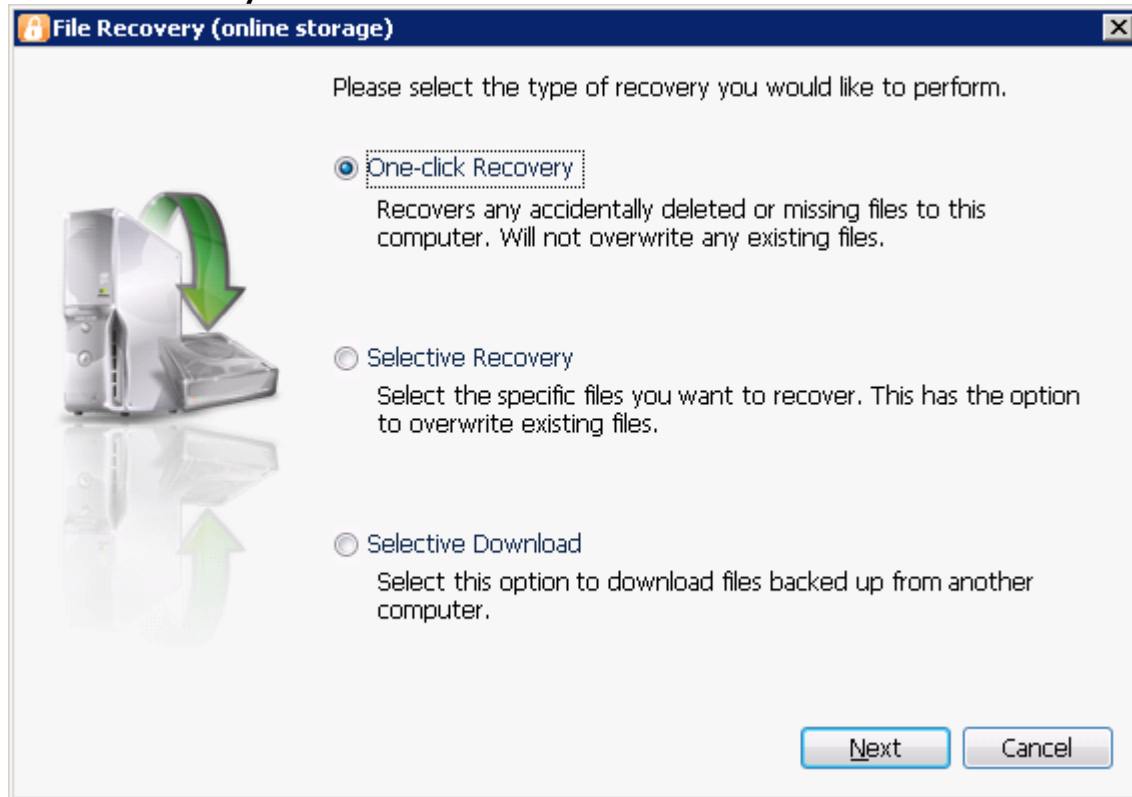 File Recovery (online storage)
Please select the type of recovery you would like to perform.
One-click Recovery
Recovers any accidentally deleted or missing files to this
computer. Will not overwrite any existing files.
Selective Recovery
Select the specific files you want to recover. This has the option
to overwrite existing files.
Selective Download
Select this option to download files backed up from another
computer.
Next Cancel